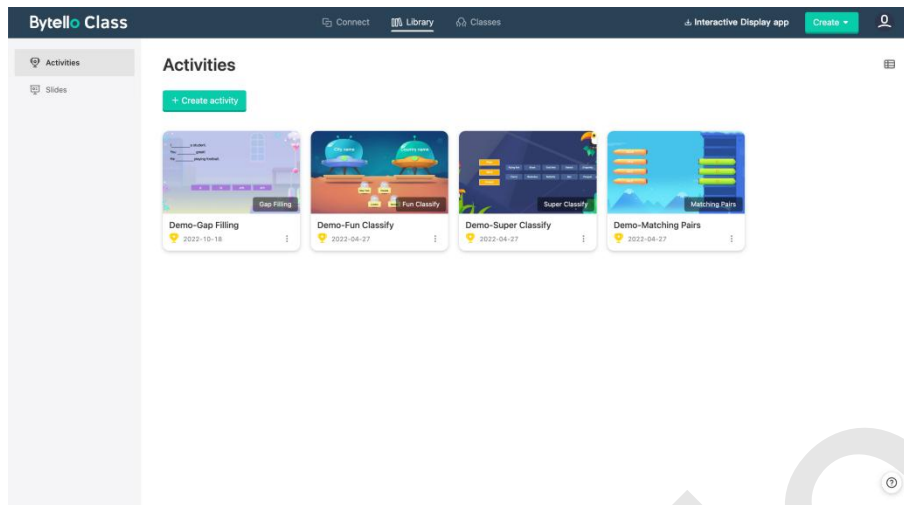 Bytello Class
Connect
Library
Classes
Interactive Display app
Create
Activities
Slides
Activities
+ Create activity
Gap Filling
Fun Classify
Super Classify
Matching Pairs
Demo-Gap Filling
Demo-Fun Classify
Demo-Super Classify
Demo-Matching Pairs
2022-10-18
2022-04-27
2022-04-27
2022-04-27